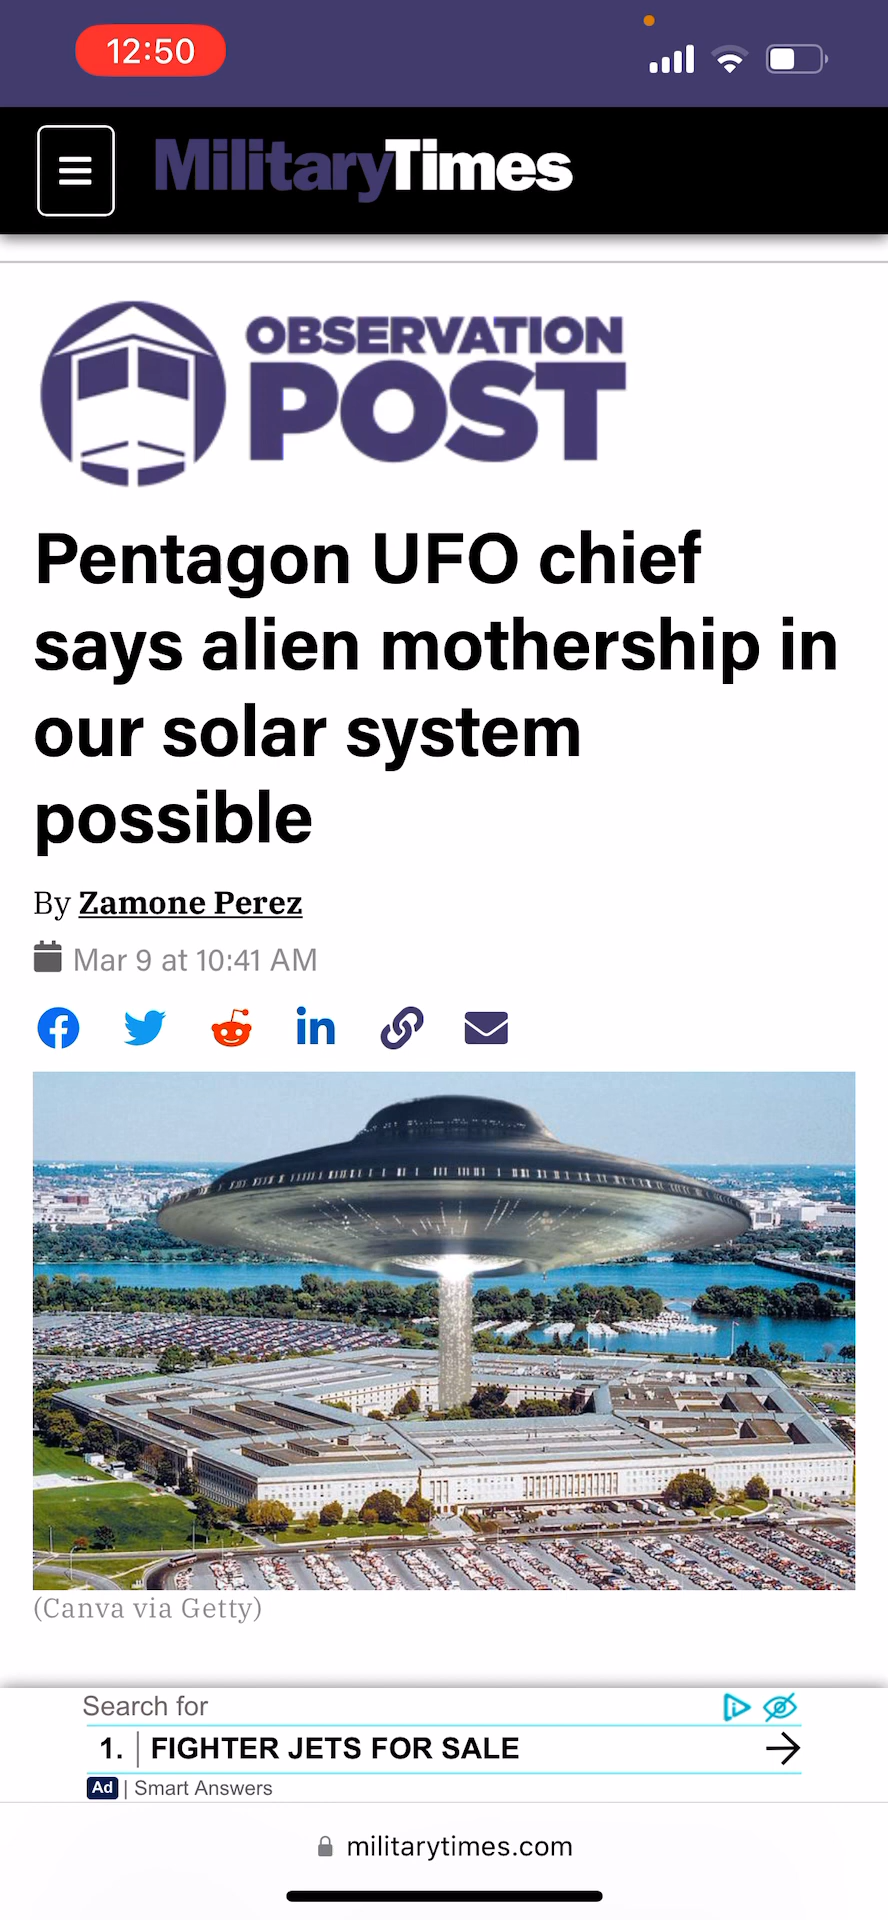 12:50
MilitaryTimes
OBSERVATION
POST
Pentagon UFO chief
says alien mothership in
our solar system
possible
By Zamone Perez
Mar 9 at 10:41 AM
(Canva via Getty)
Search for
1. | FIGHTER JETS FOR SALE
Ad | Smart Answers
militarytimes.com